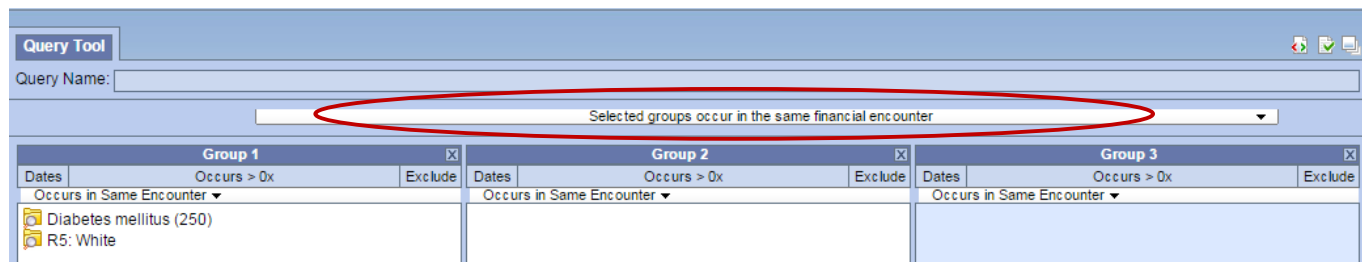 Query Tool
Query Name:
Selected groups occur in the same financial encounter
Group 1 Group 2 Group 3
Dates Occurs > 0x Exclude Dates Occurs > 0x Exclude Dates Occurs > 0x Exclude
Occurs in Same Encounter Occurs in Same Encounter Occurs in Same Encounter
Diabetes mellitus (250)
R5: White